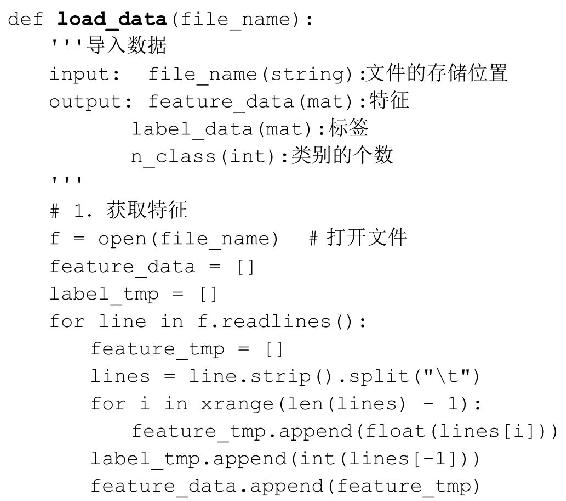 def load_data(file_name):
    '''导入数据
    input:  file_name(string):文件的存储位置
    output: feature_data(mat):特征
            label_data(mat):标签
            n_class(int):类别的个数
    '''
    # 1. 获取特征
    f = open(file_name)  # 打开文件
    feature_data = []
    label_tmp = []
    for line in f.readlines():
        feature_tmp = []
        lines = line.strip().split("\t")
        for i in xrange(len(lines) - 1):
            feature_tmp.append(float(lines[i]))
        label_tmp.append(int(lines[-1]))
        feature_data.append(feature_tmp)